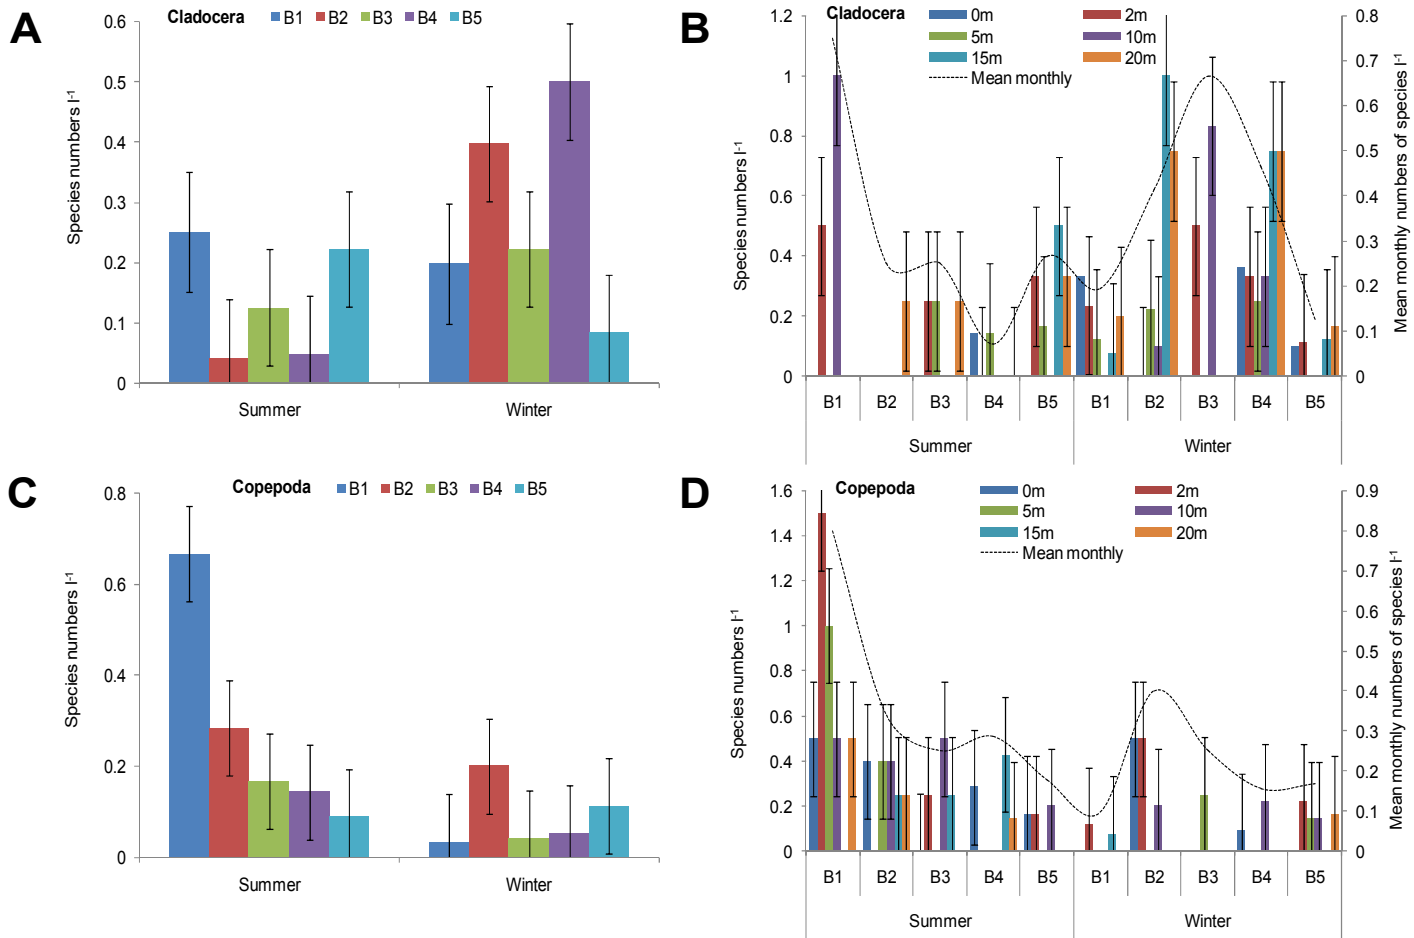 A
Cladocera B1 B2 B3 B4 B5
Species numbers l-1
0.6
0.5
0.4
0.3
0.2
0.1
0
Summer Winter
B
Cladocera
0m 2m
5m 10m
15m 20m
Mean monthly
Species numbers l-1
1.2
1
0.8
0.6
0.4
0.2
0
Mean monthly numbers of species l-1
0.8
0.7
0.6
0.5
0.4
0.3
0.2
0.1
0
B1 B2 B3 B4 B5 B1 B2 B3 B4 B5
Summer Winter
C
Copepoda B1 B2 B3 B4 B5
Species numbers l-1
0.8
0.6
0.4
0.2
0
Summer Winter
D
Copepoda
0m 2m
5m 10m
15m 20m
Mean monthly
Species numbers l-1
1.6
1.4
1.2
1
0.8
0.6
0.4
0.2
0
Mean monthly numbers of species l-1
0.9
0.8
0.7
0.6
0.5
0.4
0.3
0.2
0.1
0
B1 B2 B3 B4 B5 B1 B2 B3 B4 B5
Summer Winter